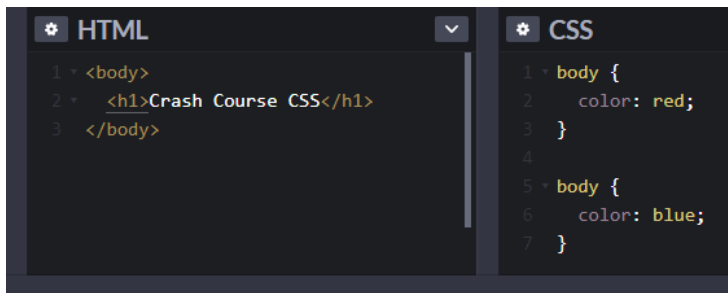 HTML
1 <body>
2 <h1>Crash Course CSS</h1>
3 </body>
CSS
1 body {
2 color: red;
3 }
4
5 body {
6 color: blue;
7 }